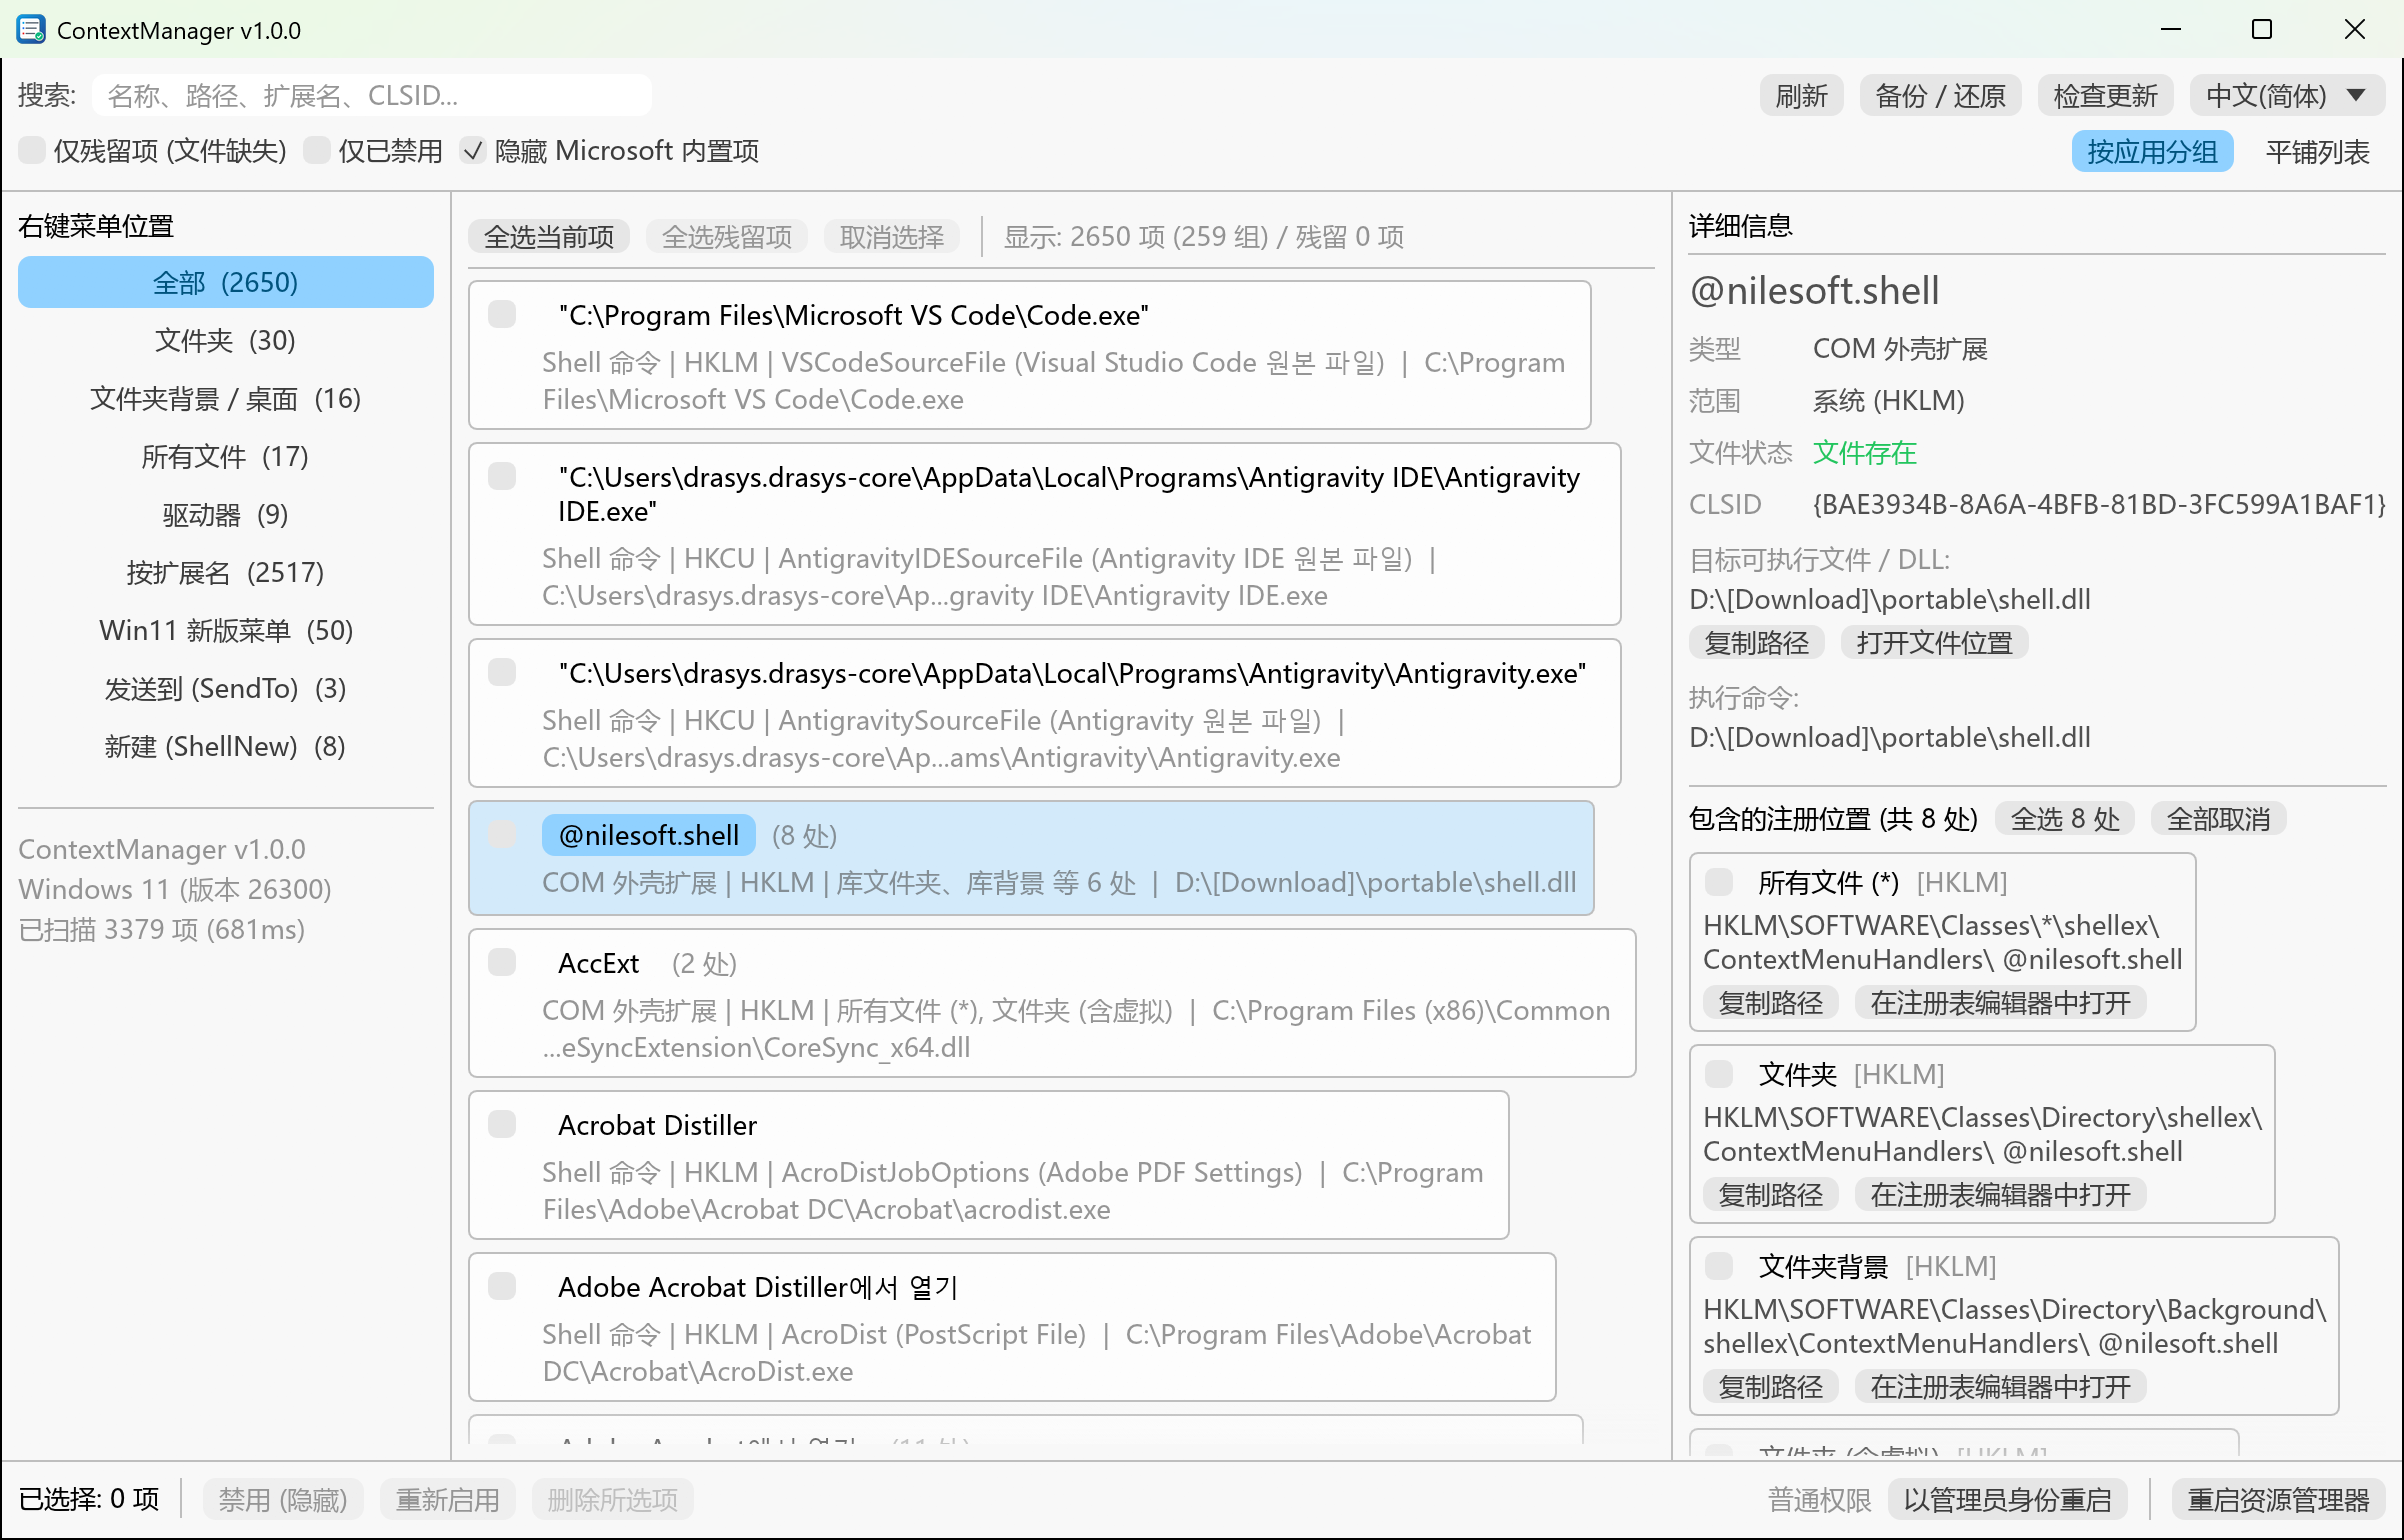 ContextManager v1.0.0
搜索: 名称、路径、扩展名、CLSID...
刷新 备份 / 还原 检查更新 中文(简体)
仅残留项 (文件缺失) 仅已禁用 隐藏 Microsoft 内置项
按应用分组 平铺列表
右键菜单位置
全部 (2650)
文件夹 (30)
文件夹背景 / 桌面 (16)
所有文件 (17)
驱动器 (9)
按扩展名 (2517)
Win11 新版菜单 (50)
发送到 (SendTo) (3)
新建 (ShellNew) (8)
ContextManager v1.0.0
Windows 11 (版本 26300)
已扫描 3379 项 (681ms)
全选当前项 全选残留项 取消选择 显示: 2650 项 (259 组) / 残留 0 项
"C:\Program Files\Microsoft VS Code\Code.exe"
Shell 命令 | HKLM | VSCodeSourceFile (Visual Studio Code 원본 파일) | C:\Program
Files\Microsoft VS Code\Code.exe
"C:\Users\drasys.drasys-core\AppData\Local\Programs\Antigravity IDE\Antigravity
IDE.exe"
Shell 命令 | HKCU | AntigravityIDESourceFile (Antigravity IDE 원본 파일) |
C:\Users\drasys.drasys-core\Ap...gravity IDE\Antigravity IDE.exe
"C:\Users\drasys.drasys-core\AppData\Local\Programs\Antigravity\Antigravity.exe"
Shell 命令 | HKCU | AntigravitySourceFile (Antigravity 원본 파일) |
C:\Users\drasys.drasys-core\Ap...ams\Antigravity\Antigravity.exe
@nilesoft.shell (8 处)
COM 外壳扩展 | HKLM | 库文件夹、库背景 等 6 处 | D:\[Download]\portable\shell.dll
AccExt (2 处)
COM 外壳扩展 | HKLM | 所有文件 (*), 文件夹 (含虚拟) | C:\Program Files (x86)\Common
...eSyncExtension\CoreSync_x64.dll
Acrobat Distiller
Shell 命令 | HKLM | AcroDistJobOptions (Adobe PDF Settings) | C:\Program
Files\Adobe\Acrobat DC\Acrobat\acrodist.exe
Adobe Acrobat Distiller에서 열기
Shell 命令 | HKLM | AcroDist (PostScript File) | C:\Program Files\Adobe\Acrobat
DC\Acrobat\AcroDist.exe
Adobe Acrobat에서 열기 (11 处)
详细信息
@nilesoft.shell
类型 COM 外壳扩展
范围 系统 (HKLM)
文件状态 文件存在
CLSID {BAE3934B-8A6A-4BFB-81BD-3FC599A1BAF1}
目标可执行文件 / DLL:
D:\[Download]\portable\shell.dll
复制路径 打开文件位置
执行命令:
D:\[Download]\portable\shell.dll
包含的注册位置 (共 8 处) 全选 8 处 全部取消
所有文件 (*) [HKLM]
HKLM\SOFTWARE\Classes\*\shellex\
ContextMenuHandlers\ @nilesoft.shell
复制路径 在注册表编辑器中打开
文件夹 [HKLM]
HKLM\SOFTWARE\Classes\Directory\shellex\
ContextMenuHandlers\ @nilesoft.shell
复制路径 在注册表编辑器中打开
文件夹背景 [HKLM]
HKLM\SOFTWARE\Classes\Directory\Background\
shellex\ContextMenuHandlers\ @nilesoft.shell
复制路径 在注册表编辑器中打开
文件夹 (含虚拟) [HKLM]
已选择: 0 项 禁用 (隐藏) 重新启用 删除所选项
普通权限 以管理员身份重启 重启资源管理器